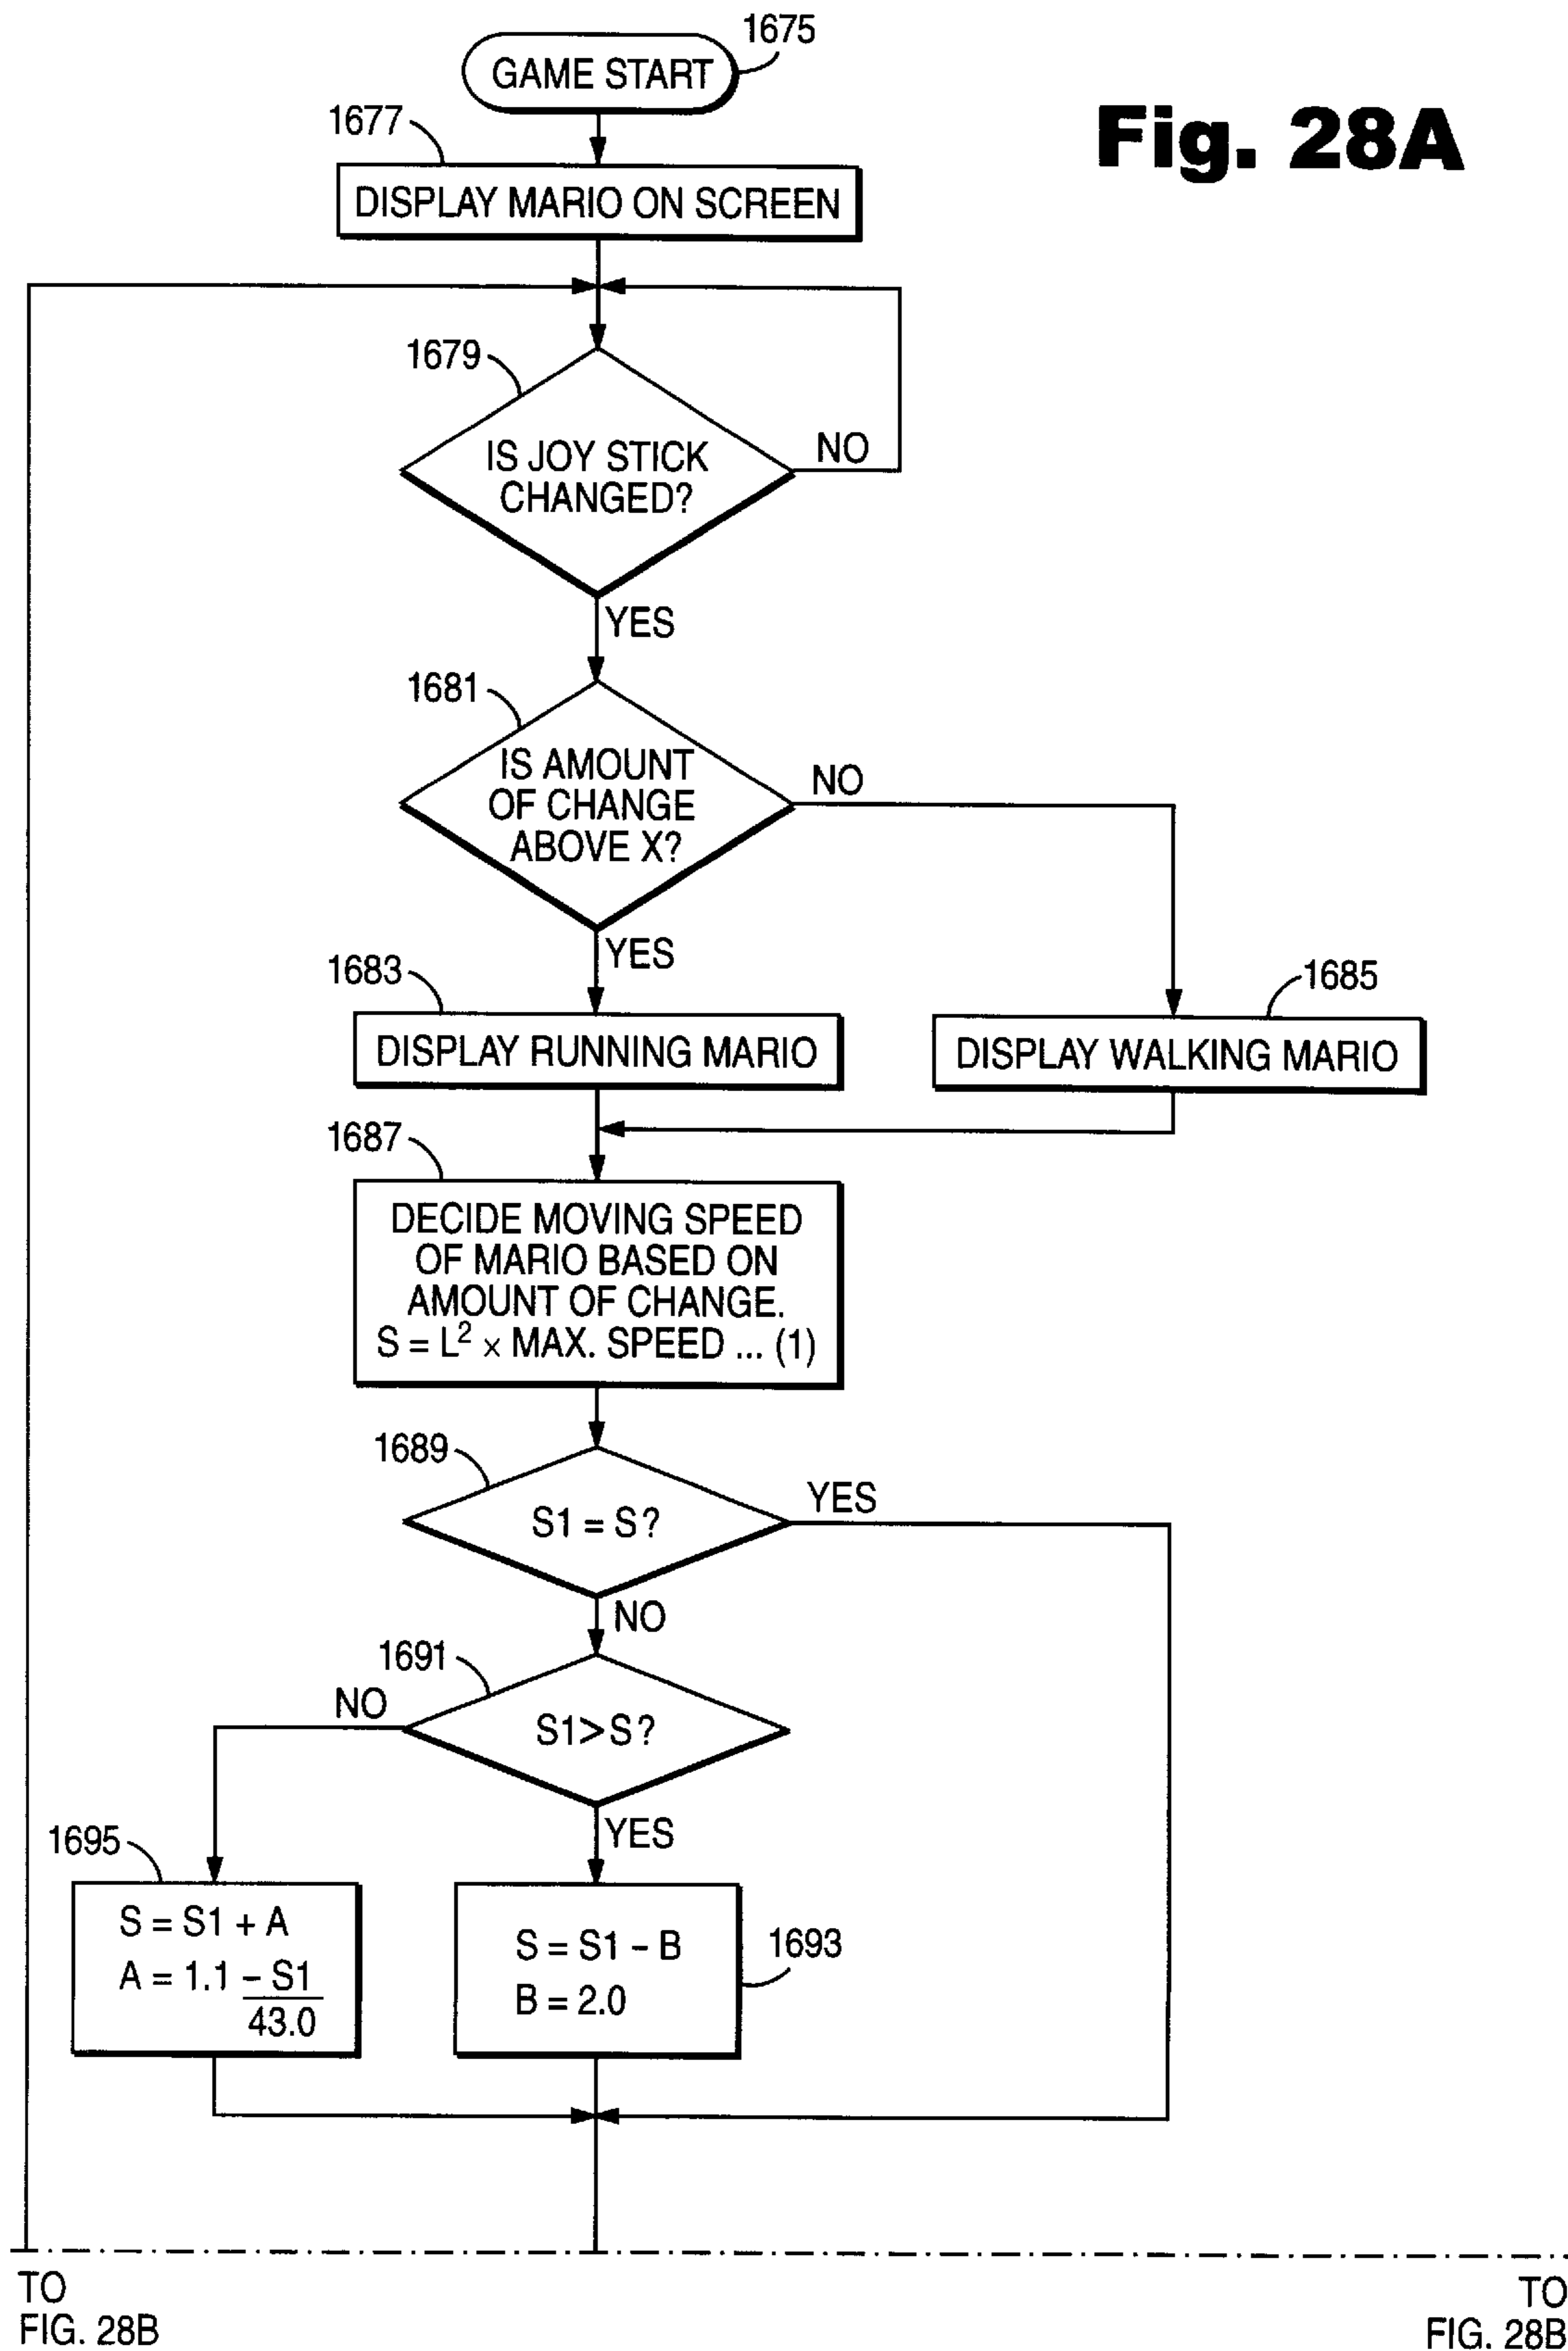 1675
GAME START
Fig. 28A
1677
DISPLAY MARIO ON SCREEN
1679
IS JOY STICK
CHANGED?
NO
YES
1681
IS AMOUNT
OF CHANGE
ABOVE X?
NO
YES
1683
DISPLAY RUNNING MARIO
1685
DISPLAY WALKING MARIO
1687
DECIDE MOVING SPEED
OF MARIO BASED ON
AMOUNT OF CHANGE.
S = L² × MAX. SPEED ... (1)
1689
S1 = S?
YES
NO
1691
S1>S?
NO
YES
1695
S = S1 + A
A = 1.1 – S1
43.0
S = S1 – B
B = 2.0
1693
TO
FIG. 28B
TO
FIG. 28B